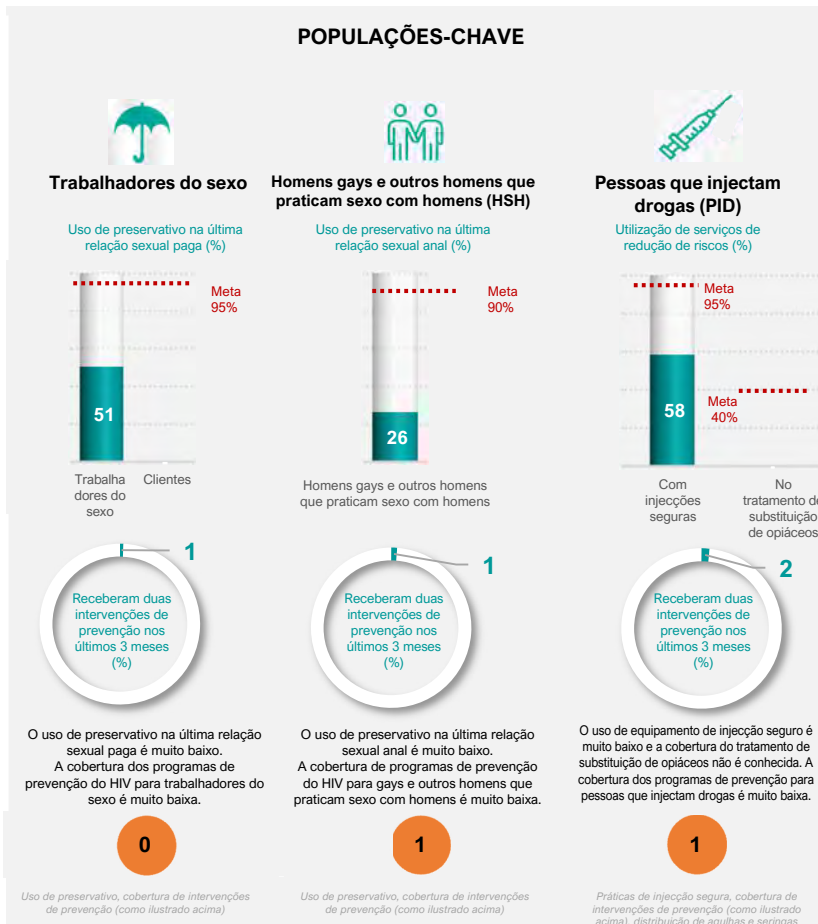 POPULAÇÕES-CHAVE
Trabalhadores do sexo
Uso de preservativo na última
relação sexual paga (%)
Meta
95%
51
Trabalha
dores do
sexo
Clientes
1
Receberam duas
intervenções de
prevenção nos
últimos 3 meses
(%)
O uso de preservativo na última relação
sexual paga é muito baixo.
A cobertura dos programas de
prevenção do HIV para trabalhadores do
sexo é muito baixa.
0
Uso de preservativo, cobertura de intervenções
de prevenção (como ilustrado acima)
Homens gays e outros homens que
praticam sexo com homens (HSH)
Uso de preservativo na última
relação sexual anal (%)
Meta
90%
26
Homens gays e outros homens
que praticam sexo com homens
1
Receberam duas
intervenções de
prevenção nos
últimos 3 meses
(%)
O uso de preservativo na última relação
sexual anal é muito baixo.
A cobertura de programas de prevenção
do HIV para gays e outros homens que
praticam sexo com homens é muito baixa.
1
Uso de preservativo, cobertura de intervenções
de prevenção (como ilustrado acima)
Pessoas que injectam
drogas (PID)
Utilização de serviços de
redução de riscos (%)
Meta
95%
58
Meta
40%
Com
injecções
seguras
No
tratamento de
substituição
de opiáceos
2
Receberam duas
intervenções de
prevenção nos
últimos 3 meses
(%)
O uso de equipamento de injecção seguro é
muito baixo e a cobertura do tratamento de
substituição de opiáceos não é conhecida. A
cobertura dos programas de prevenção para
pessoas que injectam drogas é muito baixa.
1
Práticas de injecção segura, cobertura de
intervenções de prevenção (como ilustrado
acima), distribuição de agulhas e seringas